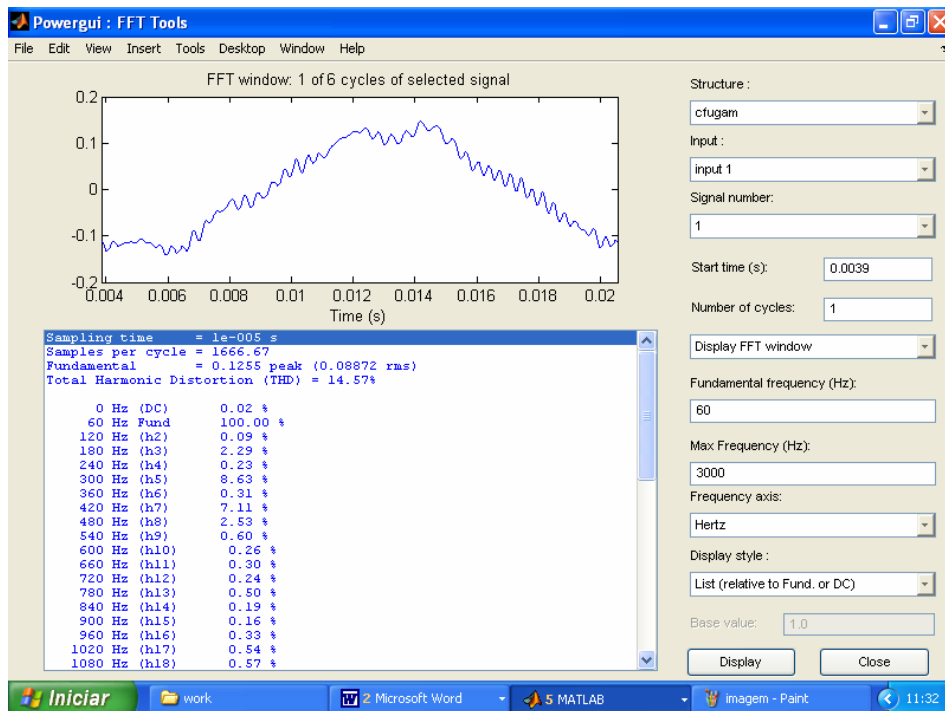 Powergui : FFT Tools
File Edit View Insert Tools Desktop Window Help
FFT window: 1 of 6 cycles of selected signal
0.2
0.1
0
-0.1
-0.2
0.004 0.006 0.008 0.01 0.012 0.014 0.016 0.018 0.02
Time (s)
Sampling time = 1e-005 s
Samples per cycle = 1666.67
Fundamental = 0.1255 peak (0.08872 rms)
Total Harmonic Distortion (THD) = 14.57%
0 Hz (DC) 0.02 %
60 Hz Fund 100.00 %
120 Hz (h2) 0.09 %
180 Hz (h3) 2.29 %
240 Hz (h4) 0.23 %
300 Hz (h5) 8.63 %
360 Hz (h6) 0.31 %
420 Hz (h7) 7.11 %
480 Hz (h8) 2.53 %
540 Hz (h9) 0.60 %
600 Hz (h10) 0.26 %
660 Hz (h11) 0.30 %
720 Hz (h12) 0.24 %
780 Hz (h13) 0.50 %
840 Hz (h14) 0.19 %
900 Hz (h15) 0.16 %
960 Hz (h16) 0.33 %
1020 Hz (h17) 0.54 %
1080 Hz (h18) 0.57 %
Structure :
cfugam
Input :
input 1
Signal number:
1
Start time (s): 0.0039
Number of cycles: 1
Display FFT window
Fundamental frequency (Hz):
60
Max Frequency (Hz):
3000
Frequency axis:
Hertz
Display style :
List (relative to Fund. or DC)
Base value: 1.0
Display Close
Iniciar work 2 Microsoft Word 5 MATLAB imagem - Paint 11:32